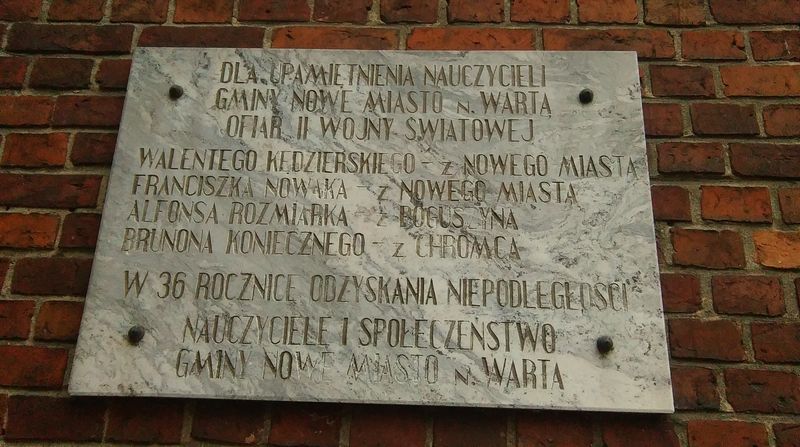 DLA UPAMIĘTNIENIA NAUCZYCIELI
GMINY NOWE MIASTO n. WARTĄ
OFIAR II WOJNY ŚWIATOWEJ
WALENTEGO KĘDZIERSKIEGO - z NOWEGO MIASTA
FRANCISZKA NOWAKA - z NOWEGO MIASTA
ALFONSA ROZMIARKA - z BOGUSZYNA
BRUNONA KONIECZNEGO - z CHROMCA
W 36 ROCZNICĘ ODZYSKANIA NIEPODLEGŁOŚCI
NAUCZYCIELE I SPOŁECZEŃSTWO
GMINY NOWE MIASTO n. WARTĄ